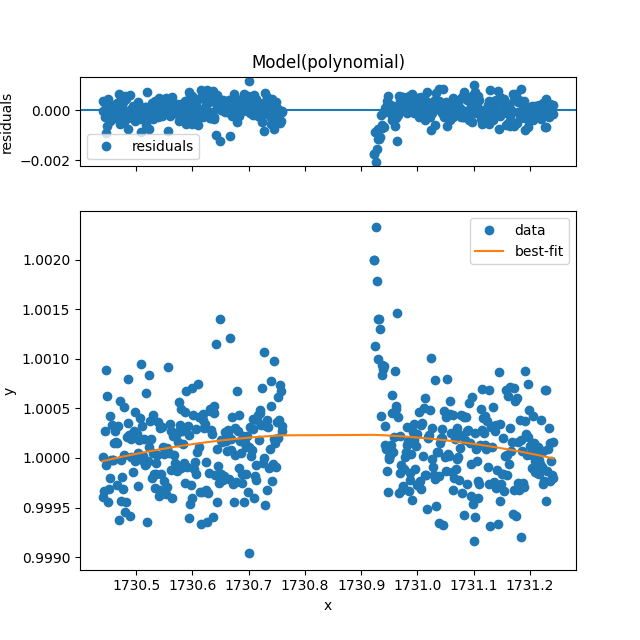 Model(polynomial)
residuals
0.000
−0.002
residuals
data
best-fit
y
1.0020
1.0015
1.0010
1.0005
1.0000
0.9995
0.9990
1730.5 1730.6 1730.7 1730.8 1730.9 1731.0 1731.1 1731.2
x